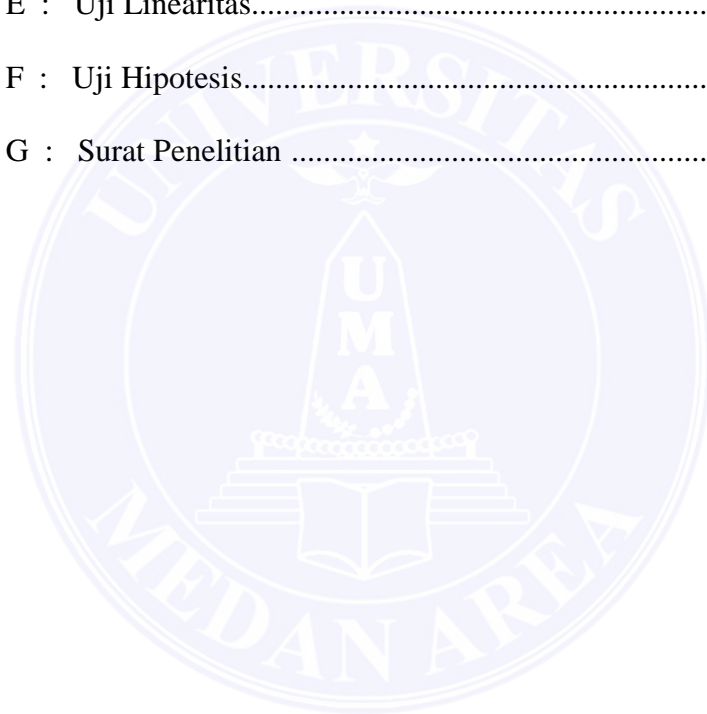 E : Uji Linearitas..................................................
F : Uji Hipotesis...................................................
G : Surat Penelitian ..............................................
UNIVERSITAS
UMA
MEDAN AREA